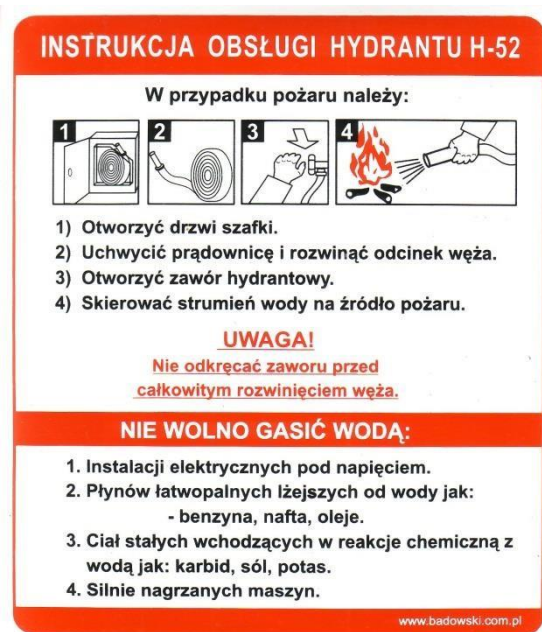 INSTRUKCJA OBSŁUGI HYDRANTU H-52
W przypadku pożaru należy:
1 2 3 4
1) Otworzyć drzwi szafki.
2) Uchwycić prądownicę i rozwinąć odcinek węża.
3) Otworzyć zawór hydrantowy.
4) Skierować strumień wody na źródło pożaru.
UWAGA!
Nie odkręcać zaworu przed
całkowitym rozwinięciem węża.
NIE WOLNO GASIĆ WODĄ:
1. Instalacji elektrycznych pod napięciem.
2. Płynów łatwopalnych lżejszych od wody jak:
- benzyna, nafta, oleje.
3. Ciał stałych wchodzących w reakcje chemiczną z
wodą jak: karbid, sól, potas.
4. Silnie nagrzanych maszyn.
www.badowski.com.pl